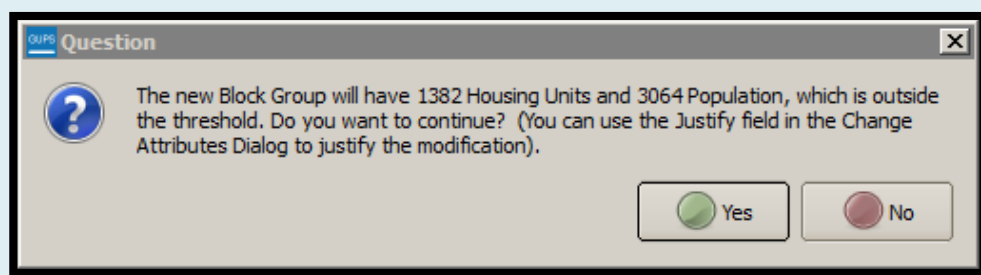 GUPS Question
The new Block Group will have 1382 Housing Units and 3064 Population, which is outside
the threshold. Do you want to continue?  (You can use the Justify field in the Change
Attributes Dialog to justify the modification).
Yes No